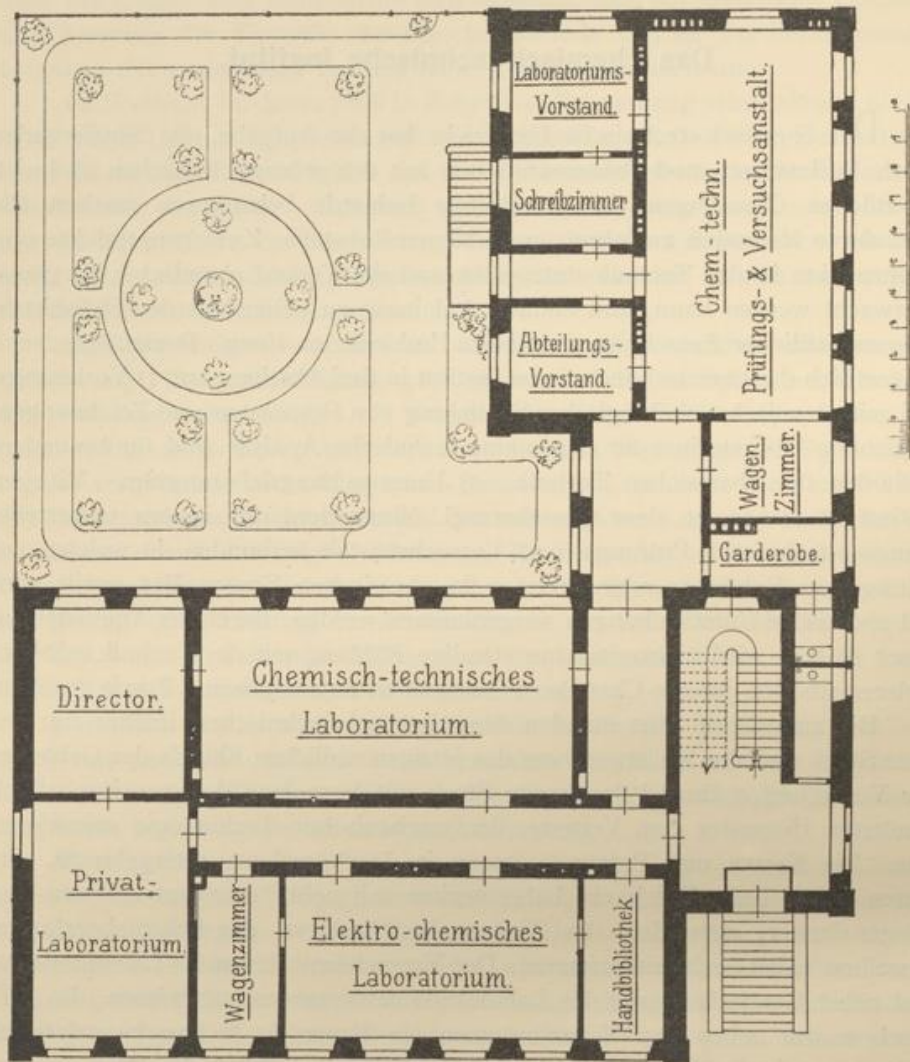 Laboratoriums-
Vorstand.
Schreibzimmer
Abteilungs-
Vorstand.
Chem. techn.
Prüfungs- & Versuchsanstalt.
Wagen.
Zimmer.
Garderobe.
Director.
Chemisch-technisches
Laboratorium.
Privat-
Laboratorium.
Wagenzimmer
Elektro-chemisches
Laboratorium.
Handbibliothek